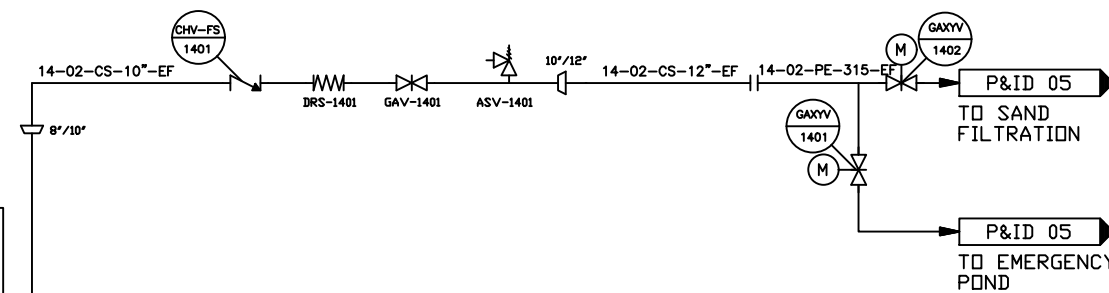 CHV-FS
1401
14-02-CS-10"-EF
8"/10"
DRS-1401
GAV-1401
ASV-1401
10"/12"
14-02-CS-12"-EF
14-02-PE-315-EF
M
GAXYV
1402
P&ID 05
TO SAND
FILTRATION
GAXYV
1401
M
P&ID 05
TO EMERGENCY
POND